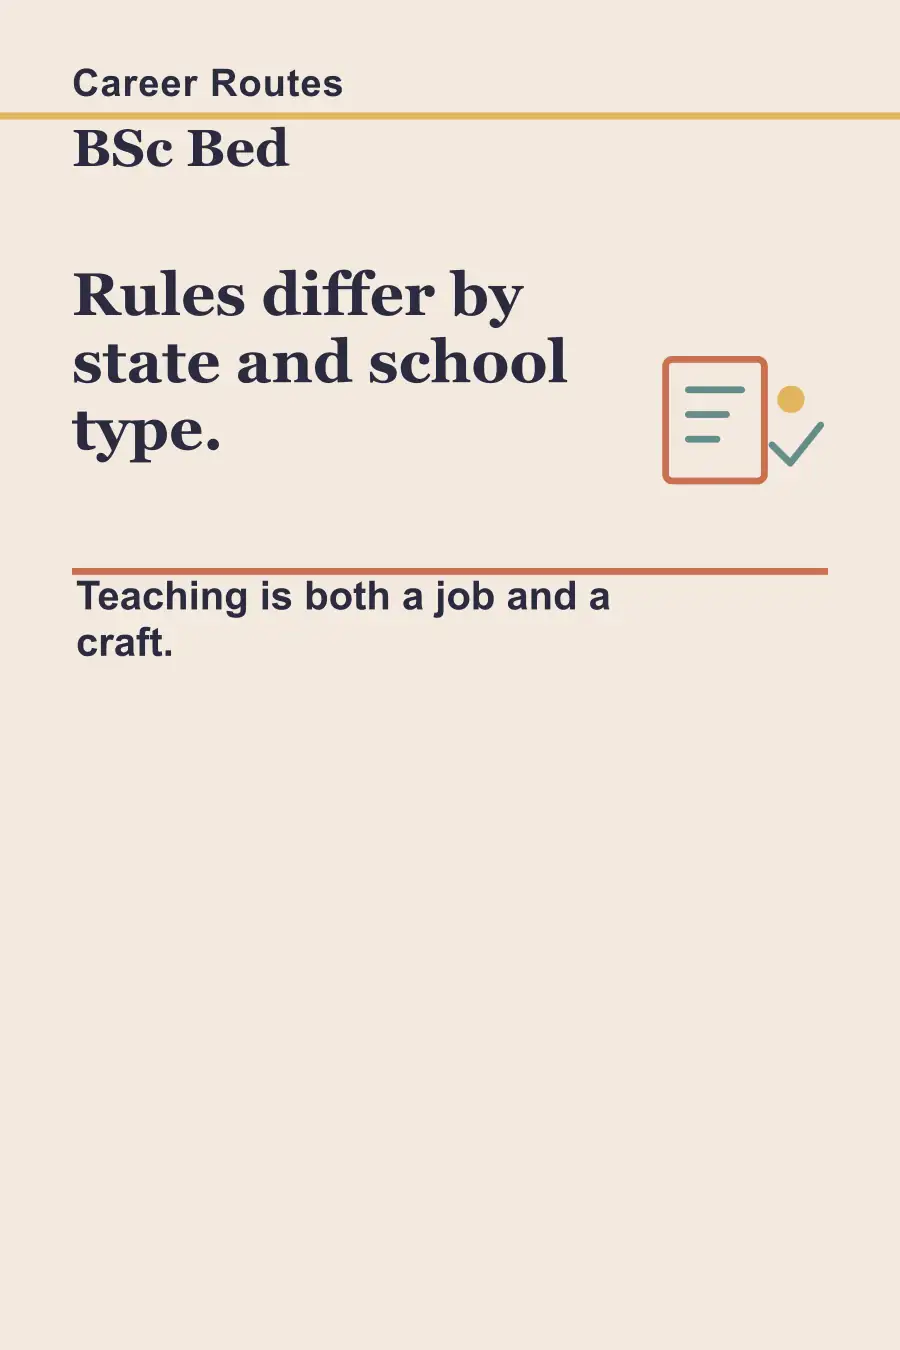 Career Routes
BSc Bed
Rules differ by
state and school
type.
Teaching is both a job and a
craft.